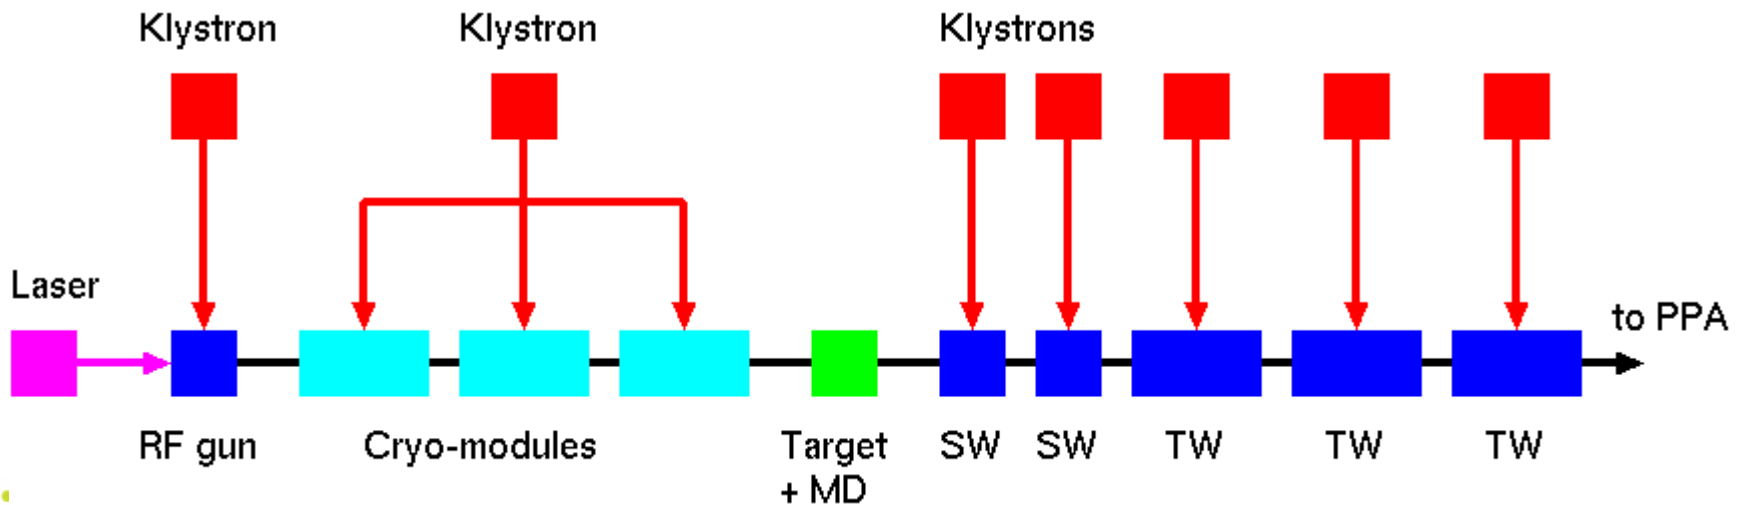 Klystron
Klystron
Klystrons
Laser
to PPA
RF gun
Cryo-modules
Target
+ MD
SW
SW
TW
TW
TW